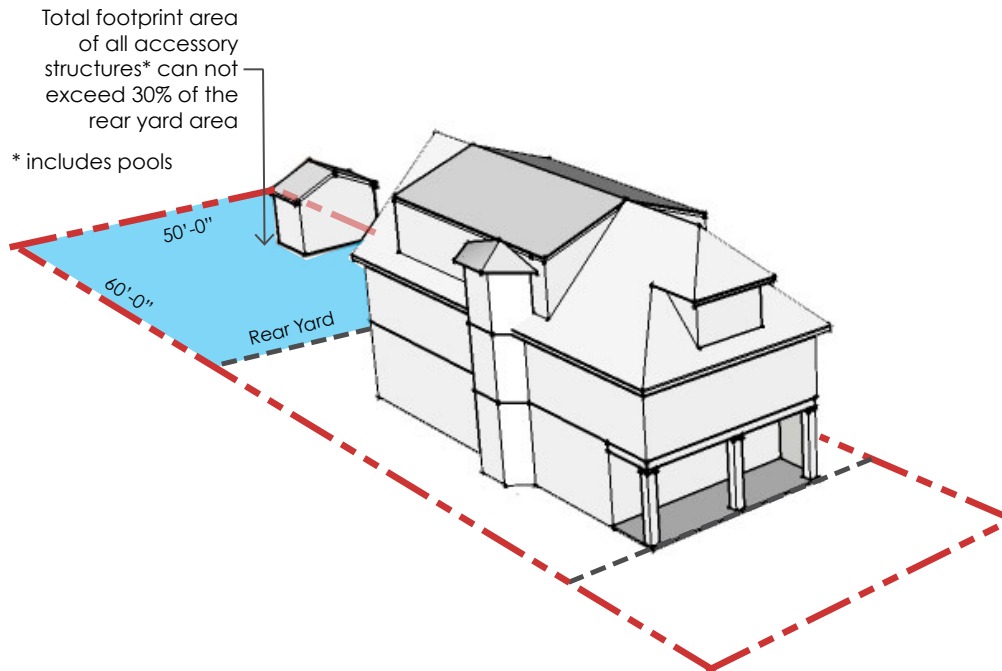 Total footprint area
of all accessory
structures* can not
exceed 30% of the
rear yard area
* includes pools
50'-0"
60'-0"
Rear Yard